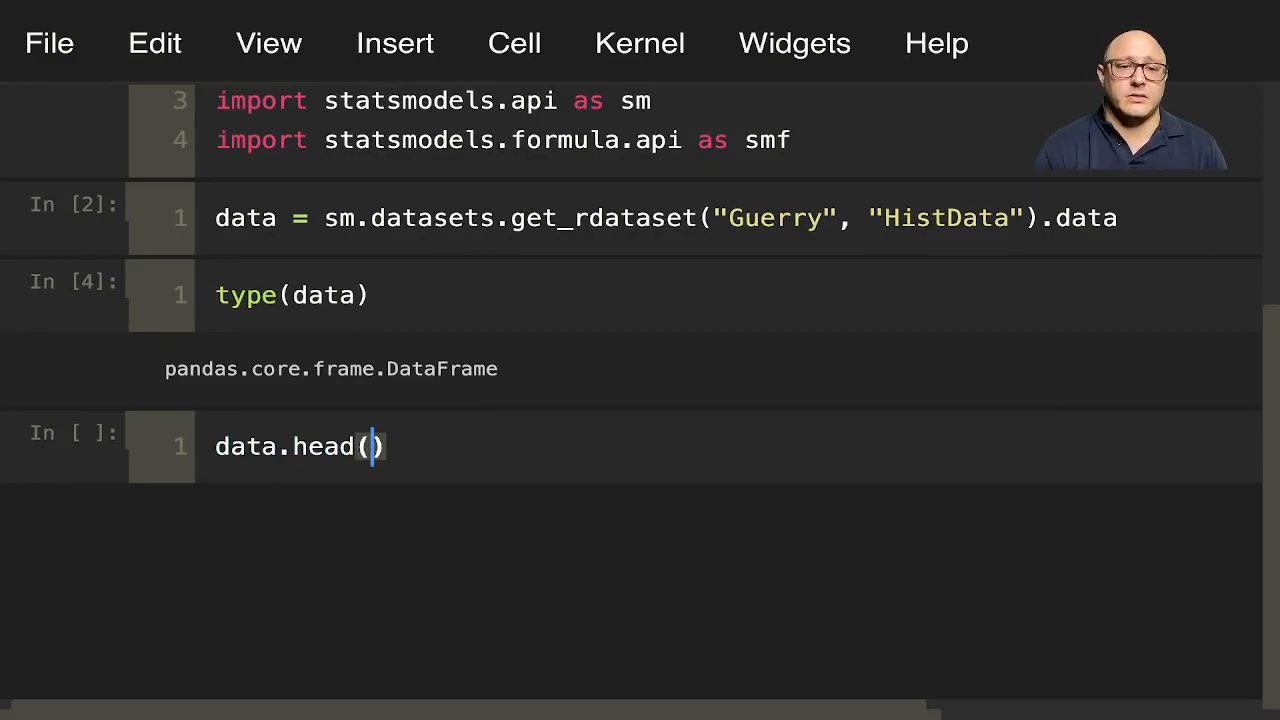 File Edit View Insert Cell Kernel Widgets Help
3 import statsmodels.api as sm
4 import statsmodels.formula.api as smf
In [2]: 1 data = sm.datasets.get_rdataset("Guerry", "HistData").data
In [4]: 1 type(data)
pandas.core.frame.DataFrame
In [ ]: 1 data.head()